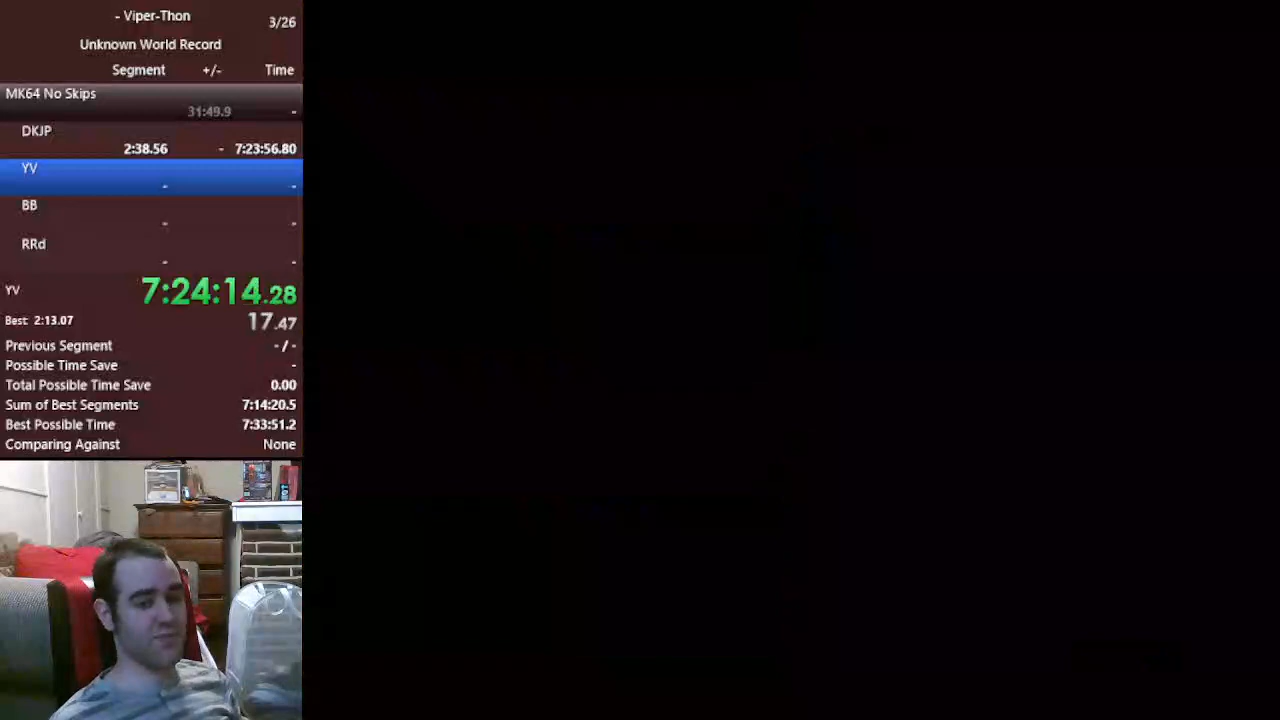 - Viper-Thon
3/26
Unknown World Record
Segment +/- Time
MK64 No Skips
31:49.9 -
DKJP
2:38.56 - 7:23:56.80
YV
- -
BB
- -
RRd
- -
YV 7:24:14.28
Best: 2:13.07 17.47
Previous Segment - / -
Possible Time Save -
Total Possible Time Save 0.00
Sum of Best Segments 7:14:20.5
Best Possible Time 7:33:51.2
Comparing Against None